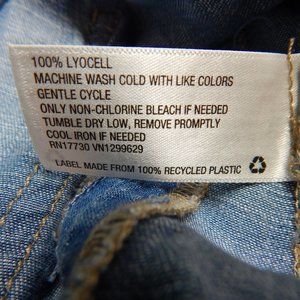 100% LYOCELL
MACHINE WASH COLD WITH LIKE COLORS
GENTLE CYCLE
ONLY NON-CHLORINE BLEACH IF NEEDED
TUMBLE DRY LOW, REMOVE PROMPTLY
COOL IRON IF NEEDED
RN17730 VN1299629
LABEL MADE FROM 100% RECYCLED PLASTIC